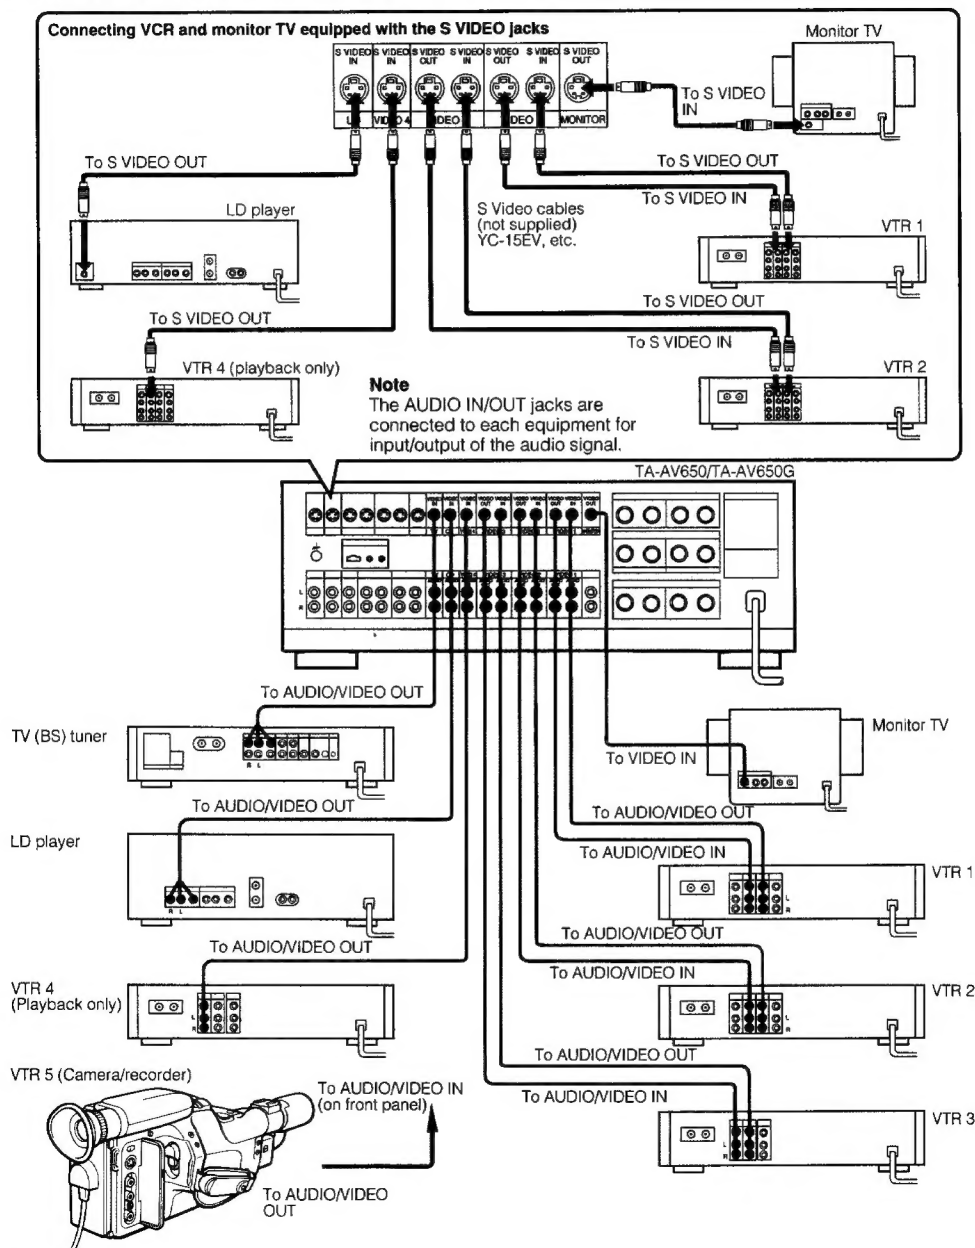 Connecting VCR and monitor TV equipped with the S VIDEO jacks
Monitor TV
S VIDEO IN
S VIDEO IN
S VIDEO OUT
S VIDEO IN
S VIDEO OUT
S VIDEO IN
S VIDEO OUT
VIDEO 4
MONITOR
To S VIDEO
IN
To S VIDEO OUT
LD player
S Video cables
(not supplied)
YC-15EV, etc.
To S VIDEO OUT
To S VIDEO IN
VTR 1
To S VIDEO OUT
VTR 4 (playback only)
To S VIDEO OUT
To S VIDEO IN
VTR 2
Note
The AUDIO IN/OUT jacks are
connected to each equipment for
input/output of the audio signal.
TA-AV650/TA-AV650G
L
R
To AUDIO/VIDEO OUT
TV (BS) tuner
R L
Monitor TV
To VIDEO IN
To AUDIO/VIDEO OUT
LD player
R L
To AUDIO/VIDEO OUT
To AUDIO/VIDEO IN
VTR 1
L
R
To AUDIO/VIDEO OUT
VTR 4
(Playback only)
L
R
To AUDIO/VIDEO OUT
To AUDIO/VIDEO IN
VTR 2
L
R
VTR 5 (Camera/recorder)
To AUDIO/VIDEO IN
(on front panel)
To AUDIO/VIDEO
OUT
To AUDIO/VIDEO OUT
To AUDIO/VIDEO IN
VTR 3
L
R